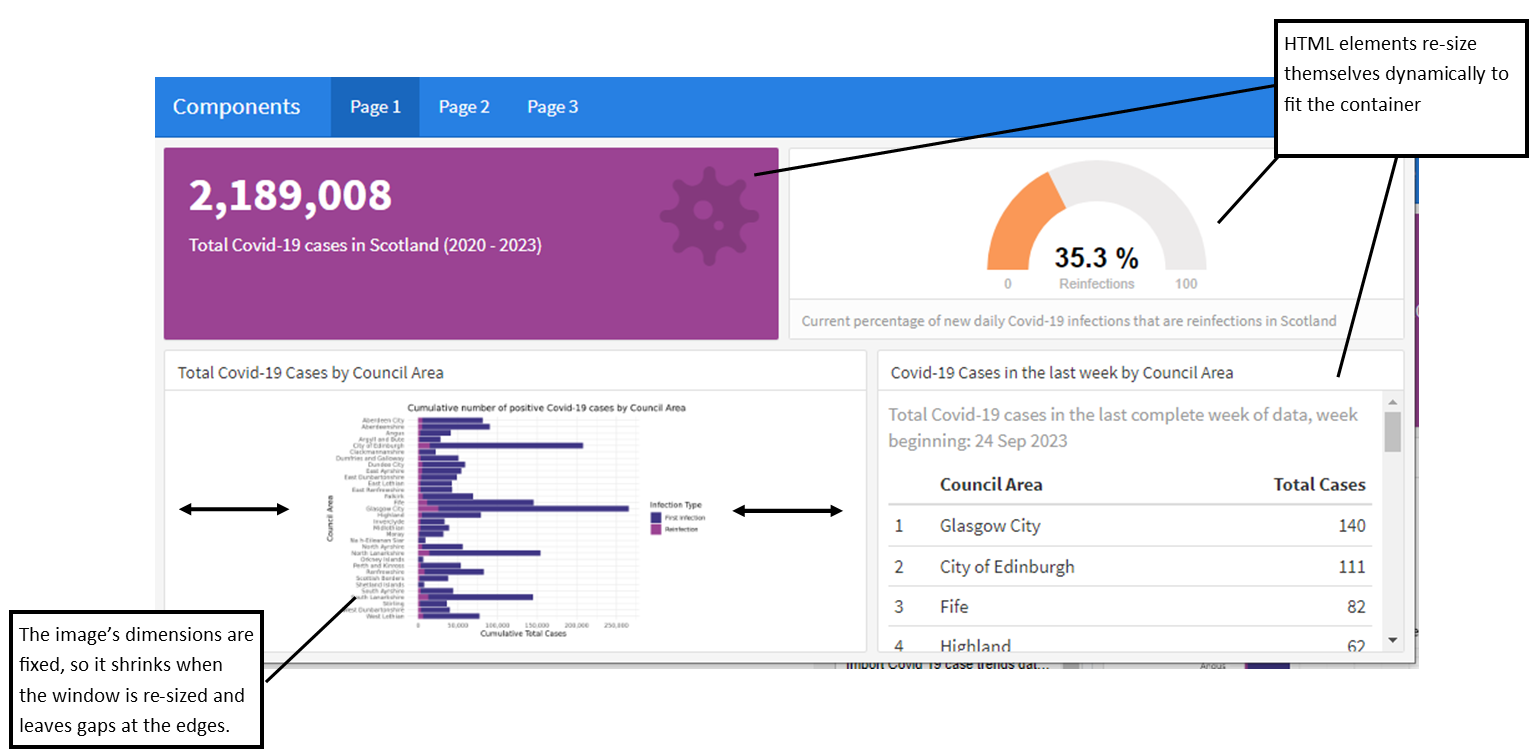 HTML elements re-size
themselves dynamically to
fit the container
Components Page 1 Page 2 Page 3
2,189,008
Total Covid-19 cases in Scotland (2020 - 2023)
35.3 %
0 Reinfections 100
Current percentage of new daily Covid-19 infections that are reinfections in Scotland
Total Covid-19 Cases by Council Area
Cumulative number of positive Covid-19 cases by Council Area
Council Area
Aberdeen City
Aberdeenshire
Angus
Argyll and Bute
City of Edinburgh
Clackmannanshire
Dumfries and Galloway
Dundee City
East Ayrshire
East Dunbartonshire
East Lothian
East Renfrewshire
Falkirk
Fife
Glasgow City
Highland
Inverclyde
Midlothian
Moray
Na h-Eileanan Siar
North Ayrshire
North Lanarkshire
Orkney Islands
Perth and Kinross
Renfrewshire
Scottish Borders
Shetland Islands
South Ayrshire
South Lanarkshire
Stirling
West Dunbartonshire
West Lothian
0 50,000 100,000 150,000 200,000 250,000
Cumulative Total Cases
Infection Type
First infection
Reinfection
Covid-19 Cases in the last week by Council Area
Total Covid-19 cases in the last complete week of data, week
beginning: 24 Sep 2023
Council Area Total Cases
1 Glasgow City 140
2 City of Edinburgh 111
3 Fife 82
4 Highland 62
The image's dimensions are
fixed, so it shrinks when
the window is re-sized and
leaves gaps at the edges.
Import Covid 19 case trends dat...
Angus